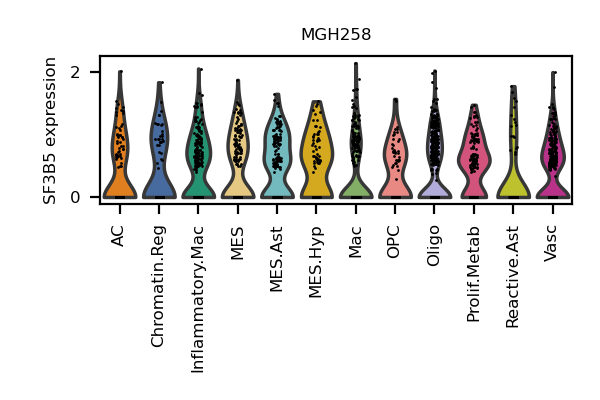 MGH258
SF3B5 expression
2
0
AC
Chromatin.Reg
Inflammatory.Mac
MES
MES.Ast
MES.Hyp
Mac
OPC
Oligo
Prolif.Metab
Reactive.Ast
Vasc